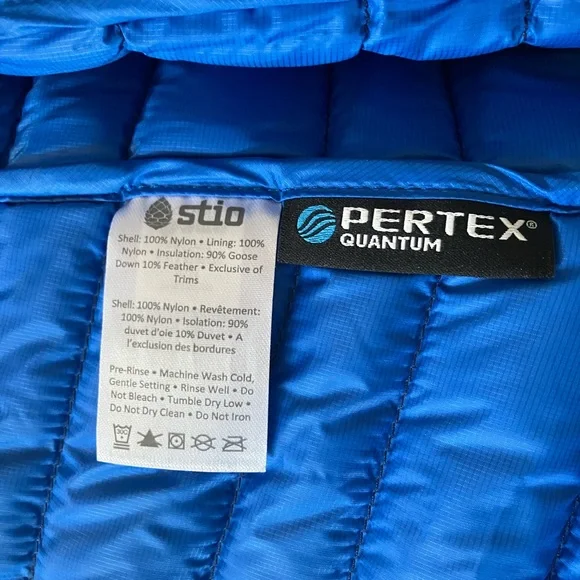 stio
Shell: 100% Nylon • Lining: 100%
Nylon • Insulation: 90% Goose
Down 10% Feather • Exclusive of
Trims
Shell: 100% Nylon • Revêtement:
100% Nylon • Isolation: 90%
duvet d'oie 10% Duvet • A
l'exclusion des bordures
Pre-Rinse • Machine Wash Cold,
Gentle Setting • Rinse Well • Do
Not Bleach • Tumble Dry Low •
Do Not Dry Clean • Do Not Iron
PERTEX®
QUANTUM